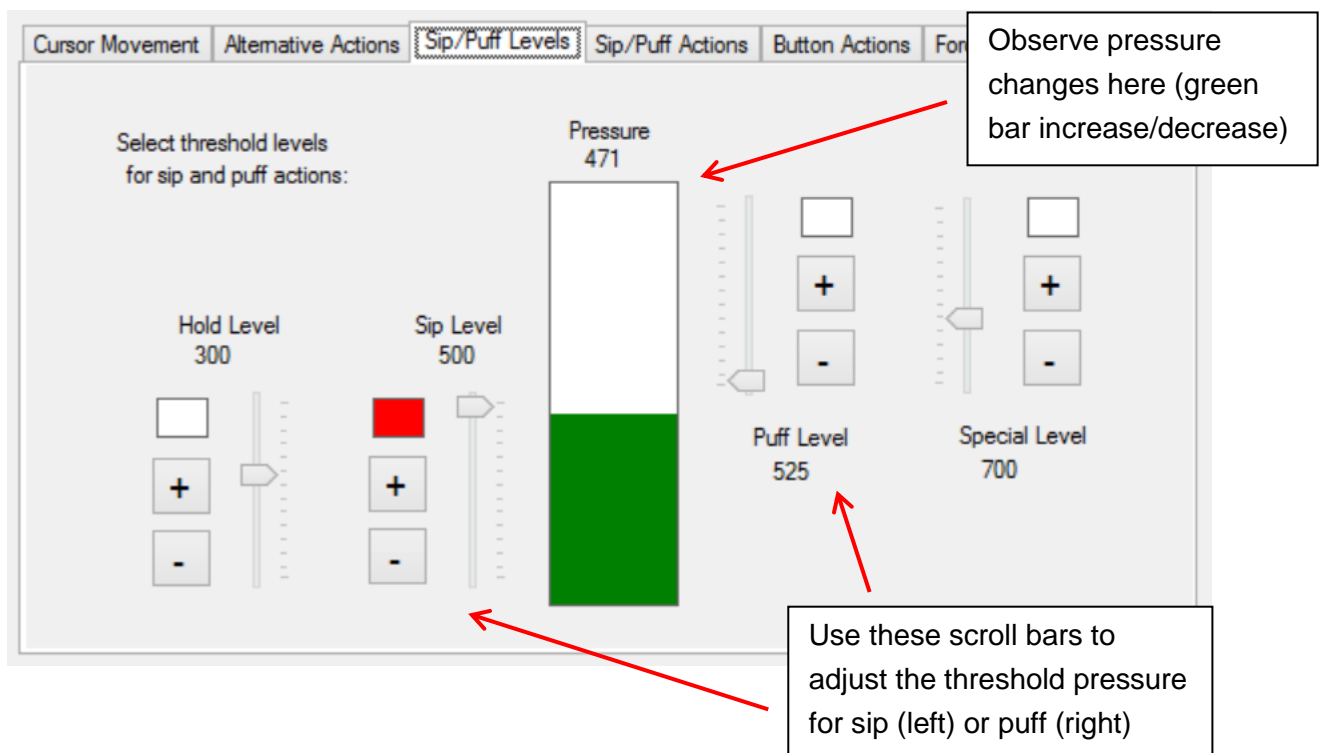 Cursor Movement Alternative Actions Sip/Puff Levels Sip/Puff Actions Button Actions
Observe pressure
changes here (green
bar increase/decrease)
Select threshold levels
for sip and puff actions:
Pressure
471
+ +
- -
Hold Level Sip Level
300 500
+ +
- -
Puff Level Special Level
525 700
Use these scroll bars to
adjust the threshold pressure
for sip (left) or puff (right)